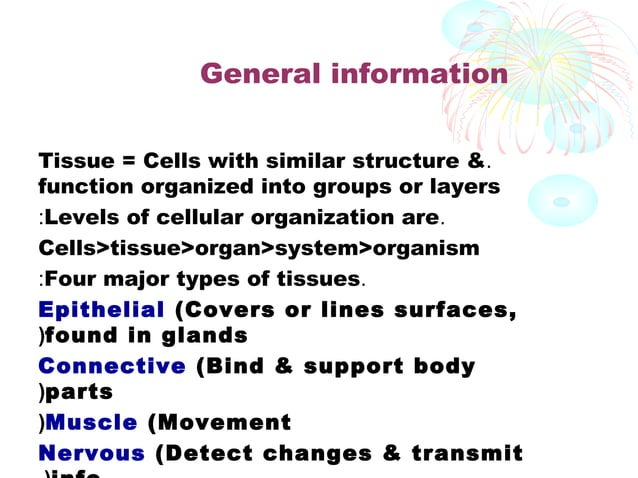 General information
Tissue = Cells with similar structure &.
function organized into groups or layers
:Levels of cellular organization are.
Cells>tissue>organ>system>organism
:Four major types of tissues.
Epithelial (Covers or lines surfaces,
)found in glands
Connective (Bind & support body
)parts
)Muscle (Movement
Nervous (Detect changes & transmit
)info